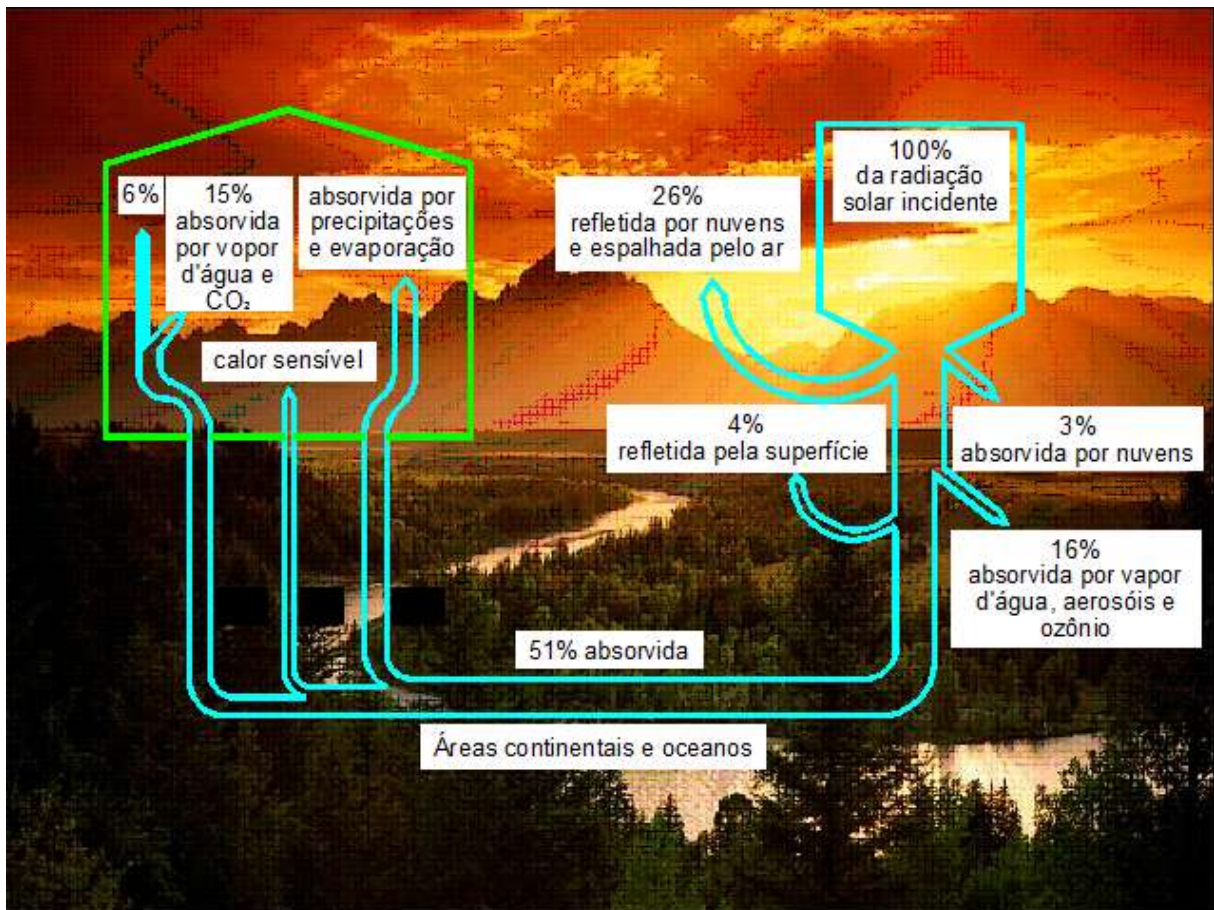 6%
15%
absorvida
por vopor
d'água e
CO₂
absorvida por
precipitações
e evaporação
26%
refletida por nuvens
e espalhada pelo ar
100%
da radiação
solar incidente
calor sensível
4%
refletida pela superfície
3%
absorvida por nuvens
16%
absorvida por vapor
d'água, aerosóis e
ozônio
51% absorvida
Áreas continentais e oceanos